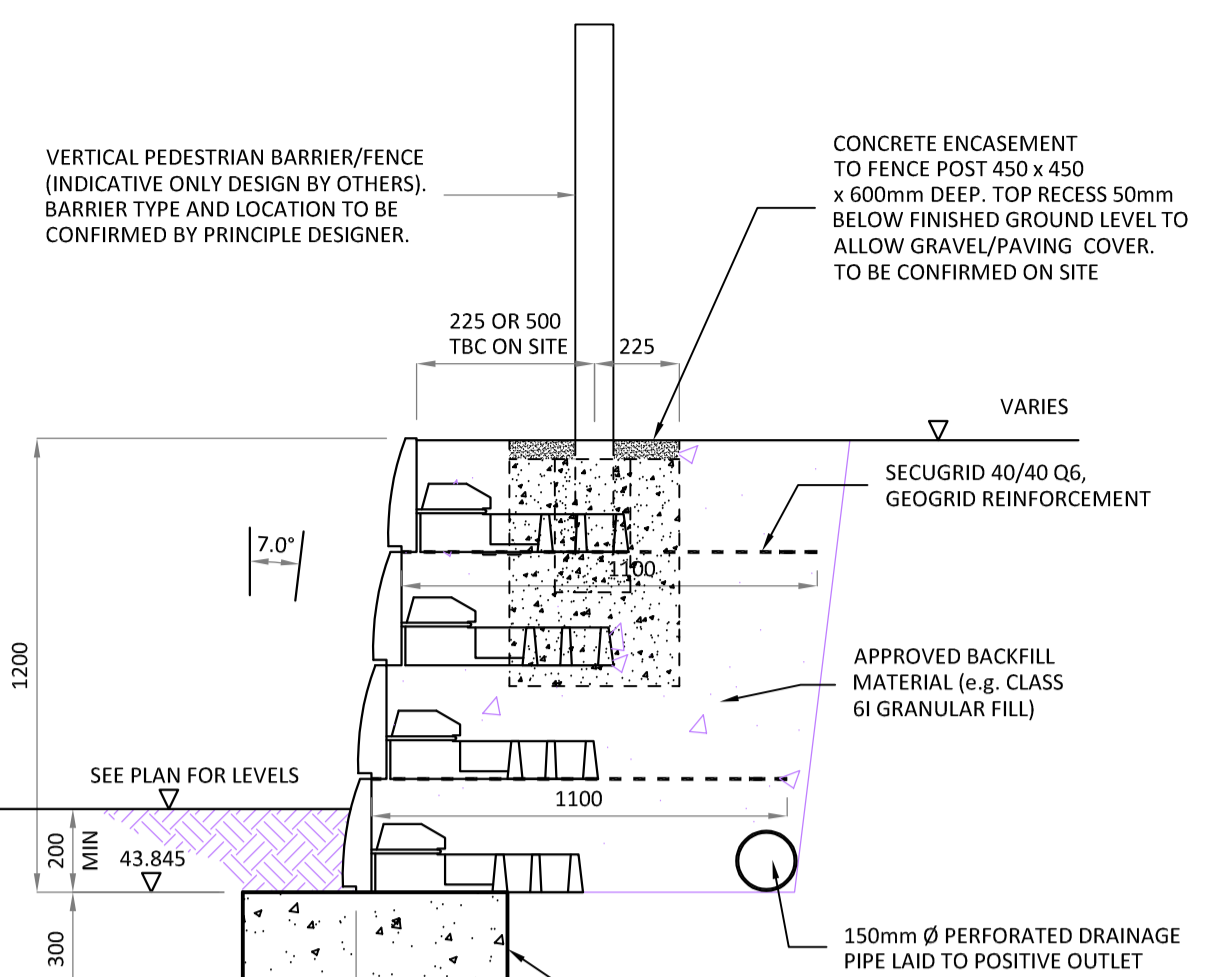 VERTICAL PEDESTRIAN BARRIER/FENCE
(INDICATIVE ONLY DESIGN BY OTHERS).
BARRIER TYPE AND LOCATION TO BE
CONFIRMED BY PRINCIPLE DESIGNER.
CONCRETE ENCASEMENT
TO FENCE POST 450 x 450
x 600mm DEEP. TOP RECESS 50mm
BELOW FINISHED GROUND LEVEL TO
ALLOW GRAVEL/PAVING COVER.
TO BE CONFIRMED ON SITE
225 OR 500
TBC ON SITE
225
VARIES
SECUGRID 40/40 Q6,
GEOGRID REINFORCEMENT
7.0°
1100
1200
APPROVED BACKFILL
MATERIAL (e.g. CLASS
6I GRANULAR FILL)
SEE PLAN FOR LEVELS
1100
200
MIN
43.845
300
150mm Ø PERFORATED DRAINAGE
PIPE LAID TO POSITIVE OUTLET